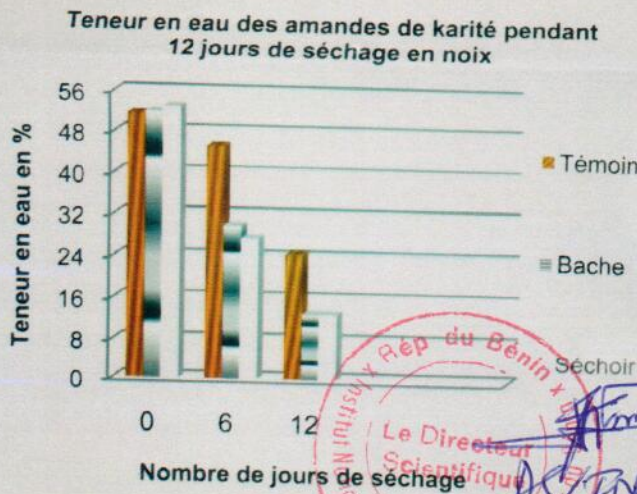 Teneur en eau des amandes de karité pendant
12 jours de séchage en noix
Teneur en eau en %
56
48
40
32
24
16
8
0
0 6 12
Nombre de jours de séchage
Témoin
Bache
Séchoir
Rép du Bénin x
x Institut
Le Directeur
Scientifique